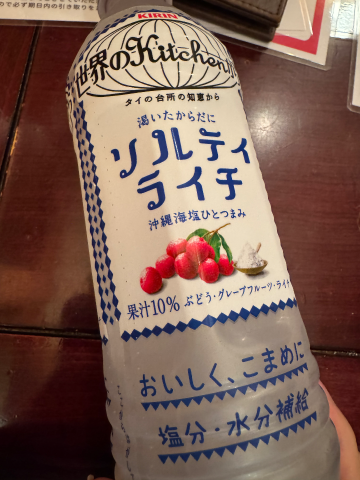 KIRIN
世界のKitchenから
タイの台所の知恵から
渇いたからだに
ソルティ
ライチ
沖縄海塩ひとつまみ
果汁10% ぶどう・グレープフルーツ・ライチ
おいしく、こまめに
塩分・水分補給